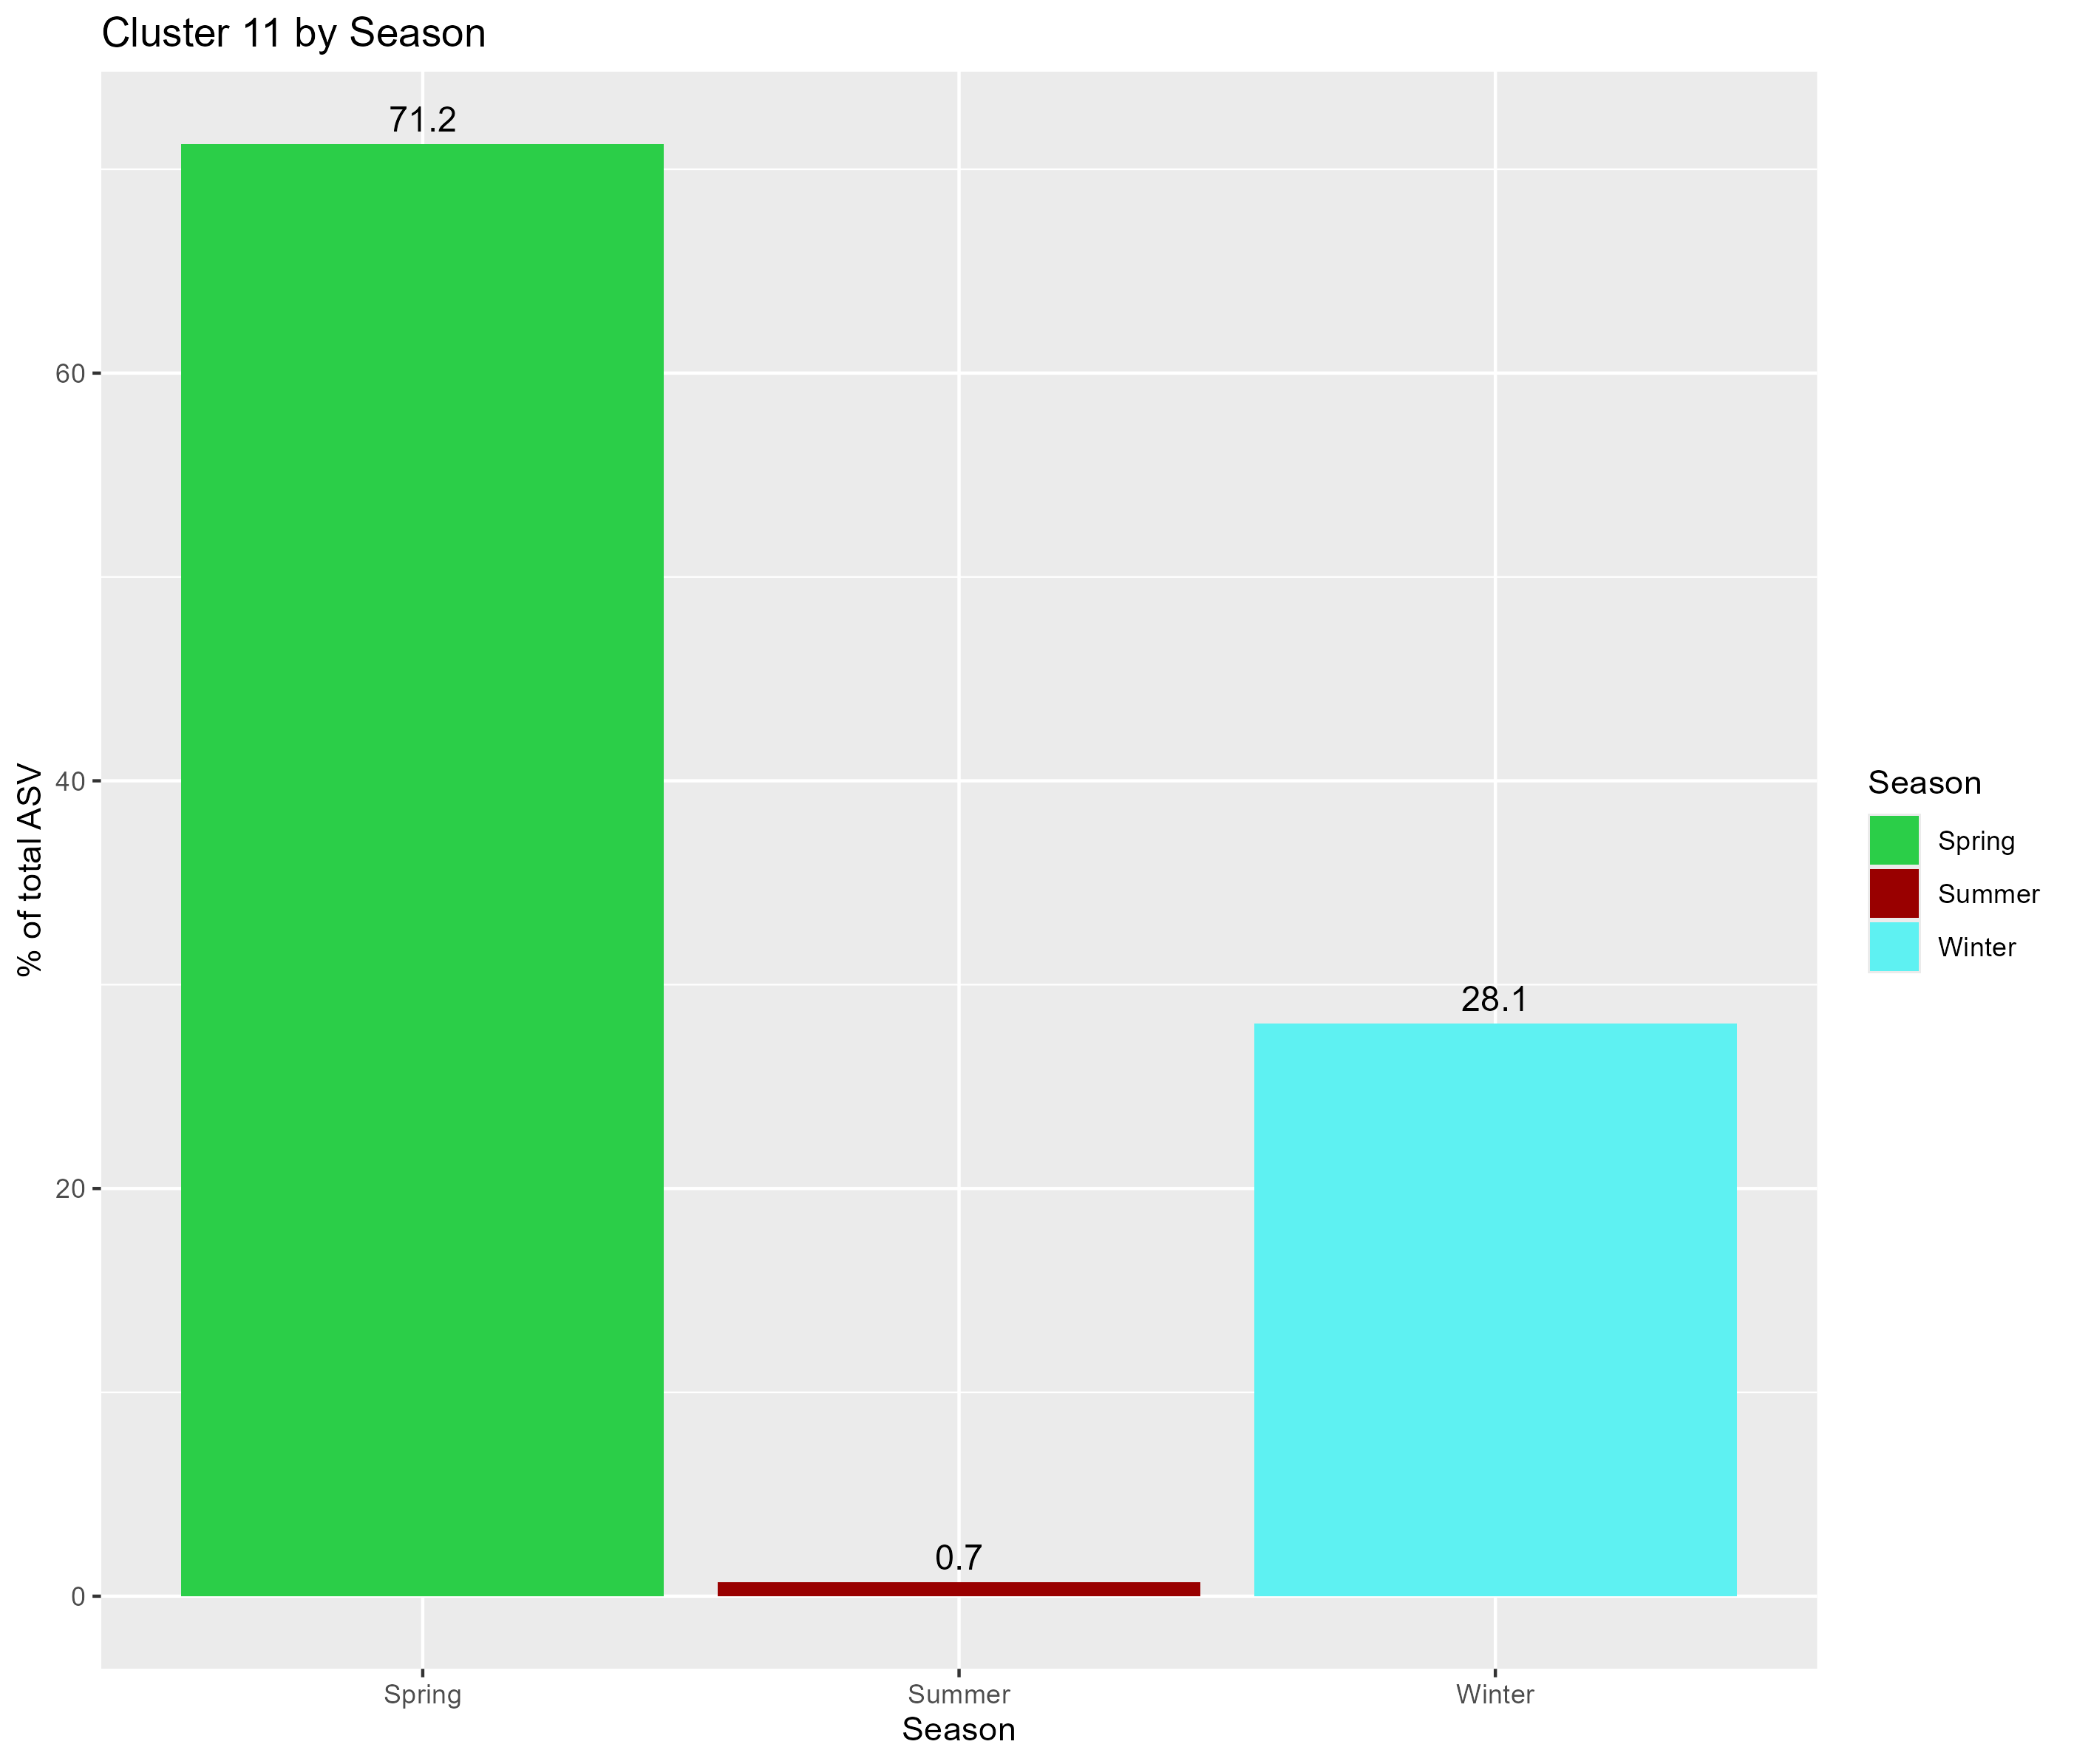 Cluster 11 by Season
71.2
60
40
28.1
20
0.7
0
% of total ASV
Spring
Summer
Winter
Season
Season
Spring
Summer
Winter